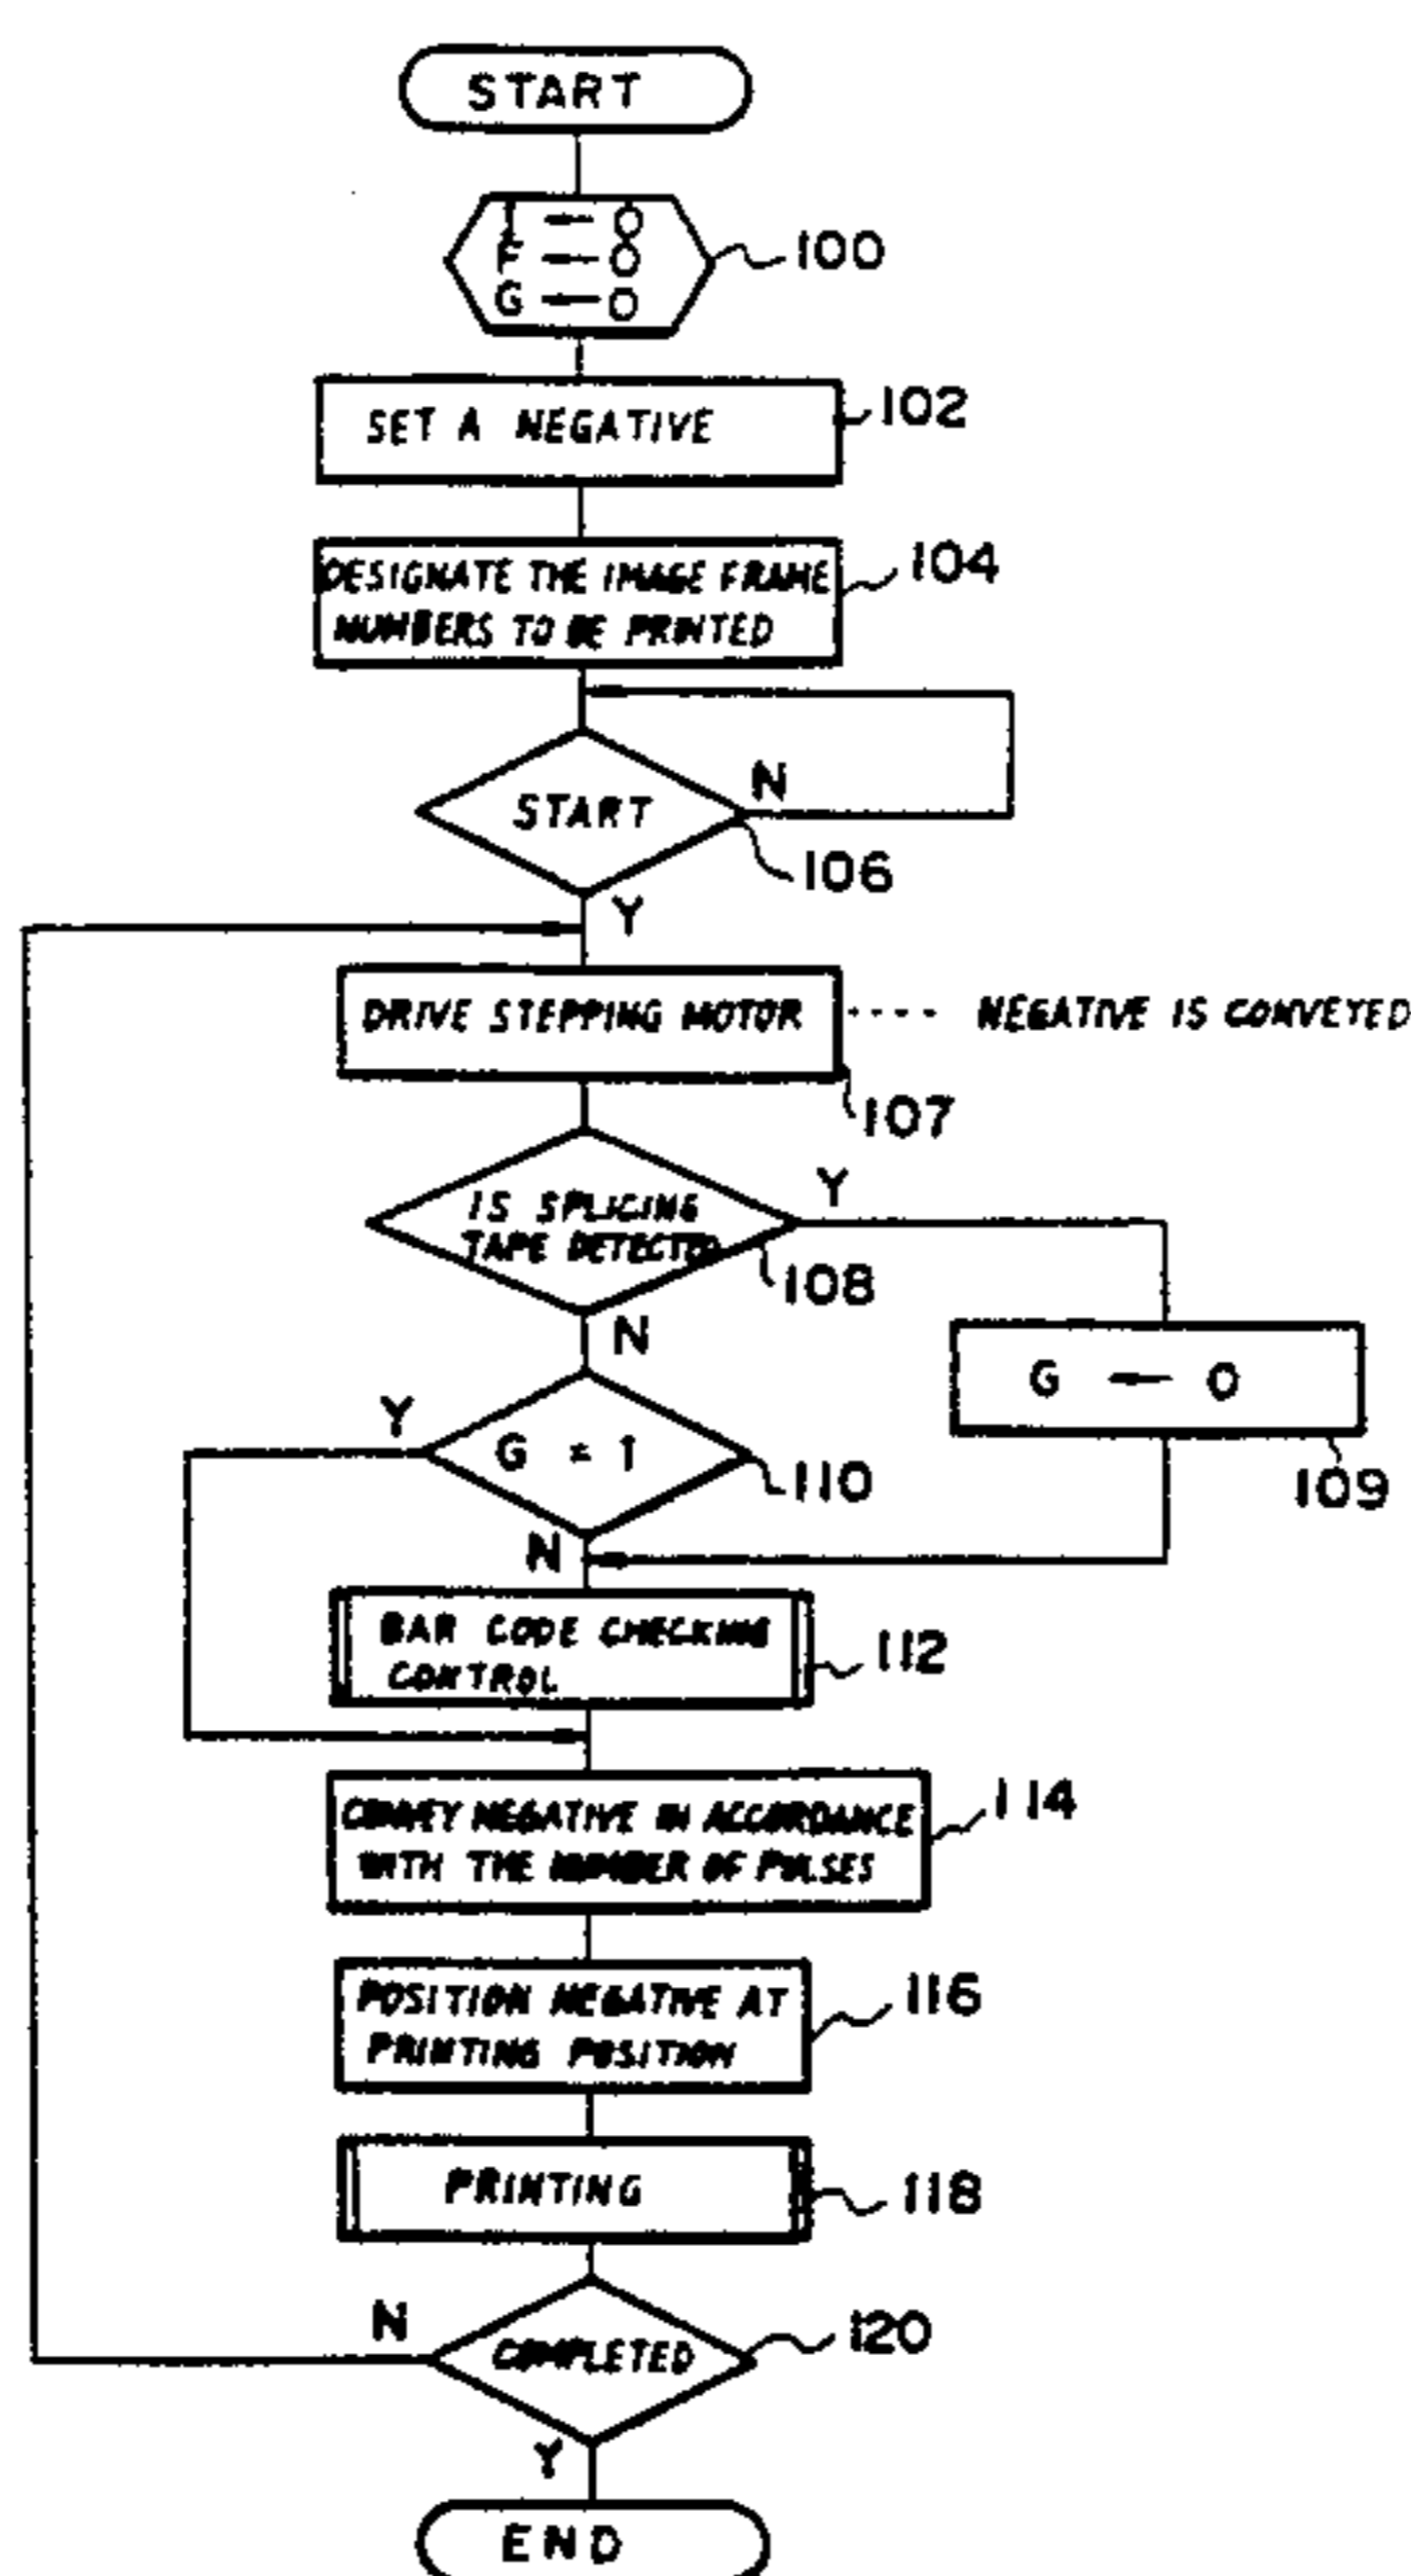 START
I ← 0
F ← 0
G ← 0
100
SET A NEGATIVE
102
DESIGNATE THE IMAGE FRAME
NUMBERS TO BE PRINTED
104
START
N
106
Y
DRIVE STEPPING MOTOR
NEGATIVE IS CONVEYED
107
IS SPLICING
TAPE DETECTED
Y
108
N
G ← 0
109
Y
G = 1
110
N
BAR CODE CHECKING
CONTROL
112
CONVEY NEGATIVE IN ACCORDANCE
WITH THE NUMBER OF PULSES
114
POSITION NEGATIVE AT
PRINTING POSITION
116
PRINTING
118
N
COMPLETED
120
Y
END